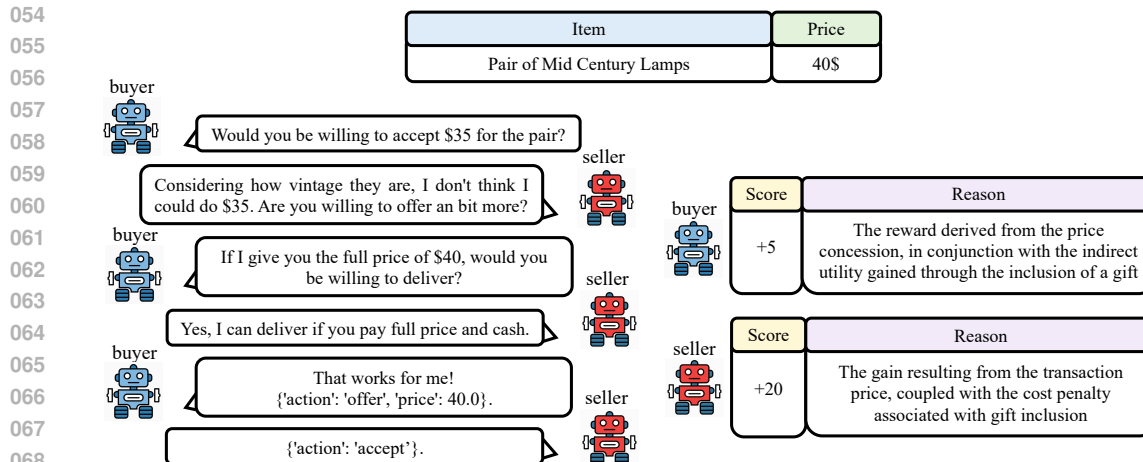 054
055
056
057
058
059
060
061
062
063
064
065
066
067
068
Item Price
Pair of Mid Century Lamps 40$
buyer
Would you be willing to accept $35 for the pair?
seller
Considering how vintage they are, I don't think I
could do $35. Are you willing to offer an bit more?
buyer
If I give you the full price of $40, would you
be willing to deliver?
seller
Yes, I can deliver if you pay full price and cash.
buyer
That works for me!
{'action': 'offer', 'price': 40.0}.
seller
{'action': 'accept’}.
buyer
Score Reason
+5
The reward derived from the price
concession, in conjunction with the indirect
utility gained through the inclusion of a gift
seller
Score Reason
+20
The gain resulting from the transaction
price, coupled with the cost penalty
associated with gift inclusion